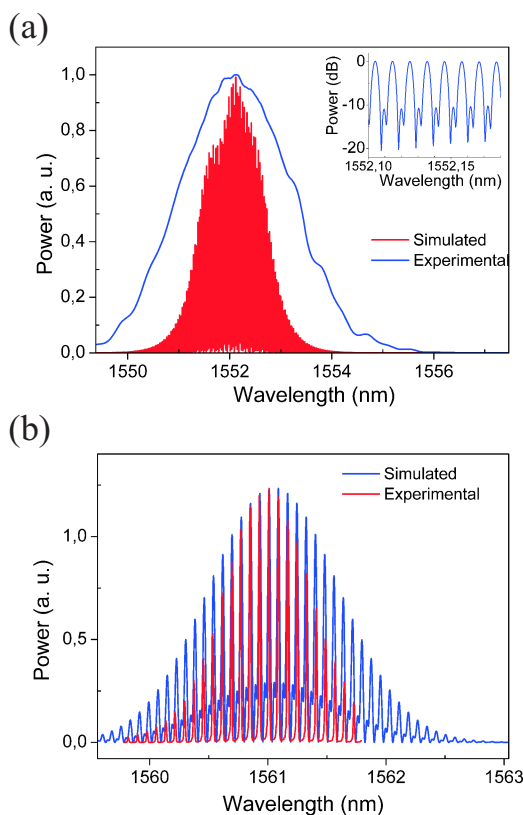 (a)
Power (a. u.)
1,0
0,8
0,6
0,4
0,2
0,0
1550 1552 1554 1556
Wavelength (nm)
Simulated
Experimental
Power (dB)
0
-10
-20
1552,10 1552,15
Wavelength (nm)
(b)
Power (a. u.)
1,0
0,5
0,0
1560 1561 1562 1563
Wavelength (nm)
Simulated
Experimental